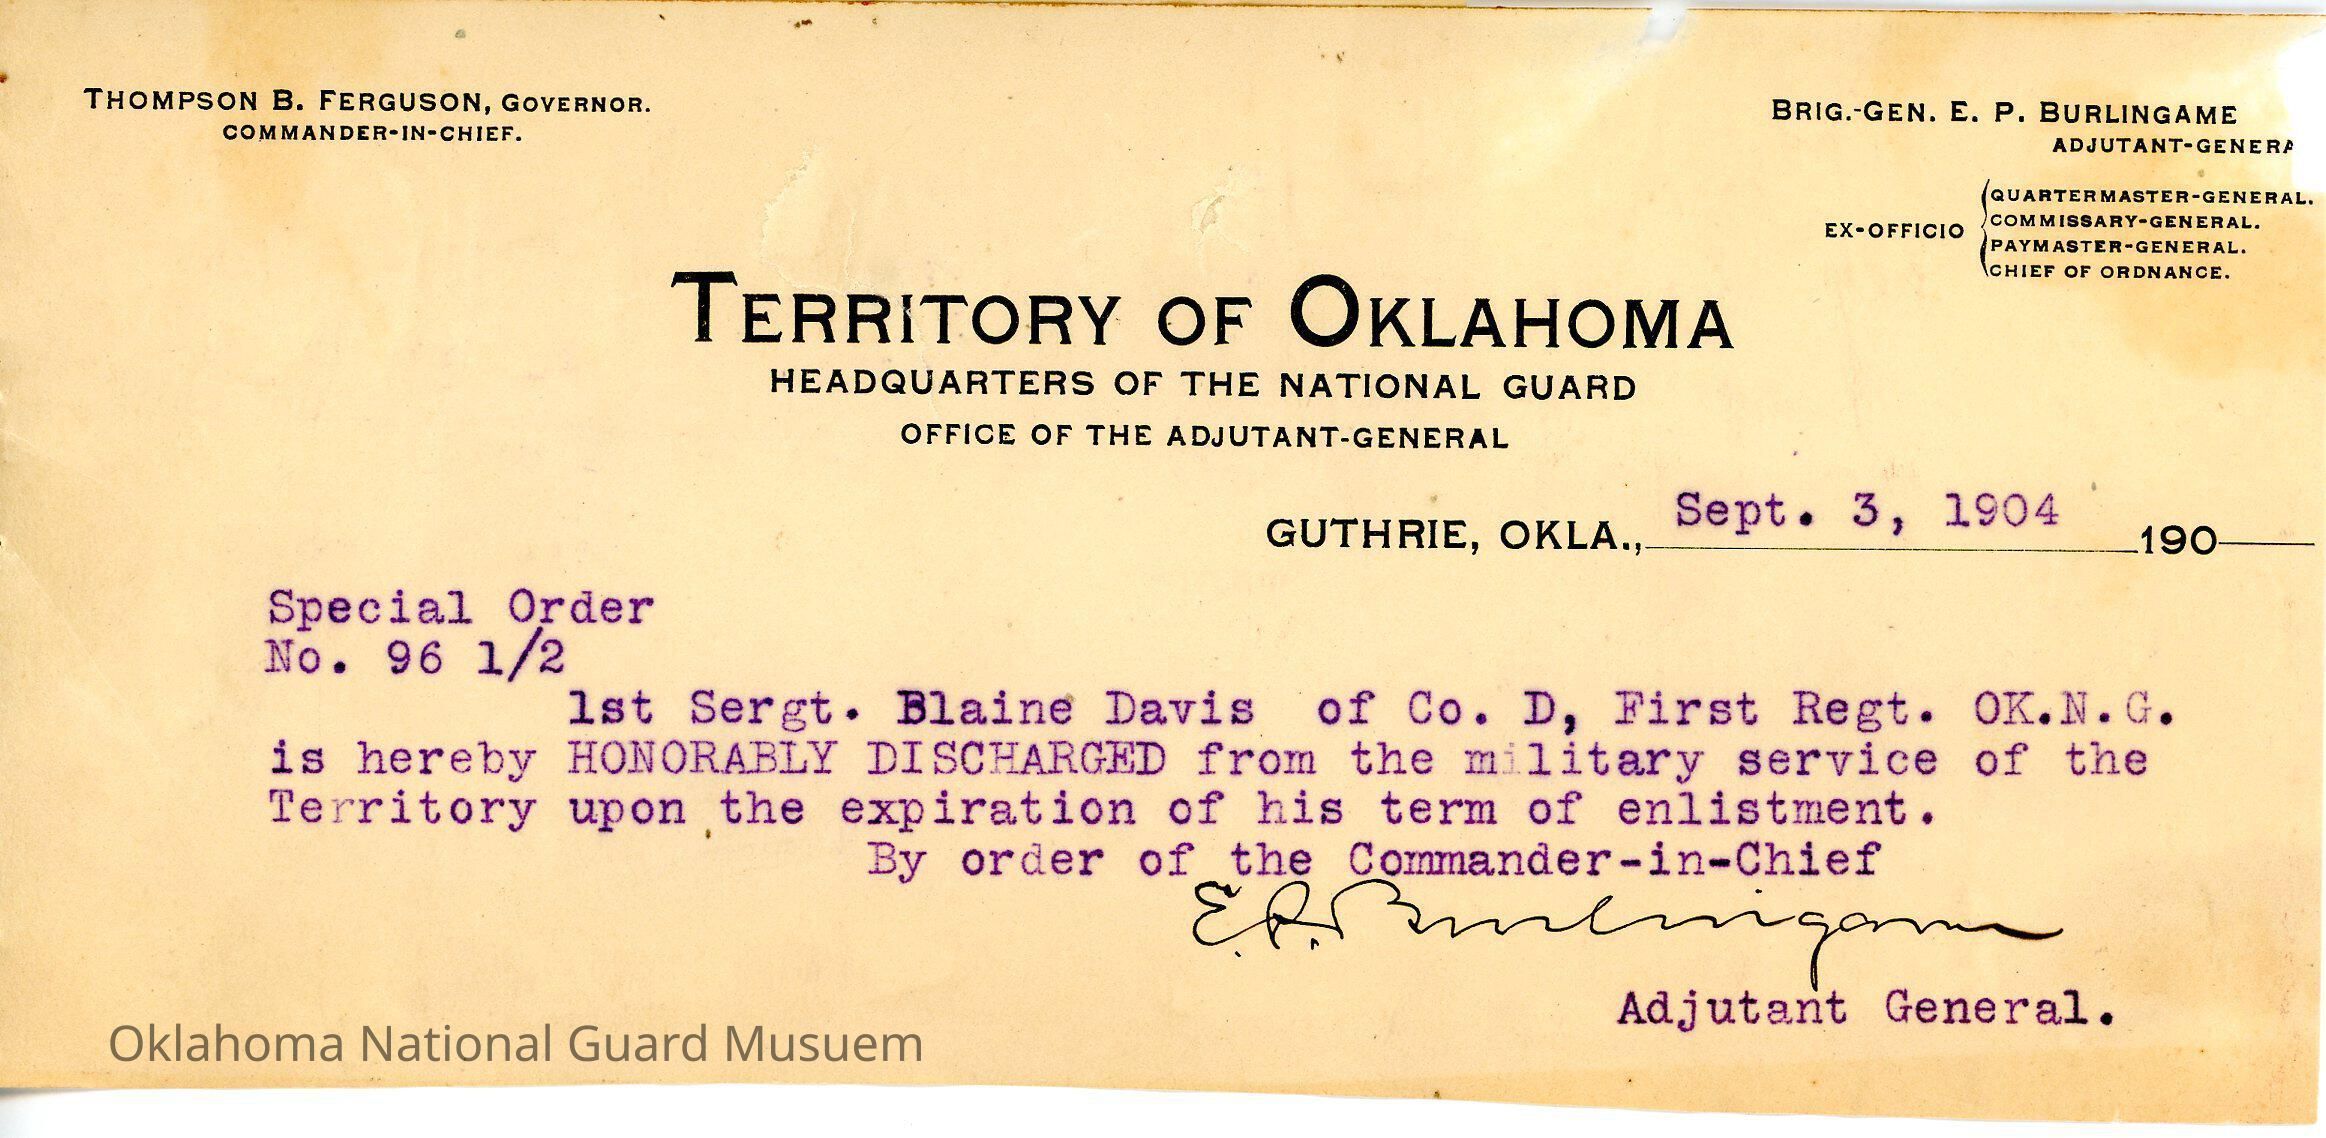 THOMPSON B. FERGUSON, GOVERNOR.
COMMANDER-IN-CHIEF.
BRIG.-GEN. E. P. BURLINGAME
ADJUTANT-GENERA
EX-OFFICIO
QUARTERMASTER-GENERAL.
COMMISSARY-GENERAL.
PAYMASTER-GENERAL.
CHIEF OF ORDNANCE.
TERRITORY OF OKLAHOMA
HEADQUARTERS OF THE NATIONAL GUARD
OFFICE OF THE ADJUTANT-GENERAL
GUTHRIE, OKLA., Sept. 3, 1904 190
Special Order
No. 96 1/2
1st Sergt. Blaine Davis of Co. D, First Regt. OK.N.G.
is hereby HONORABLY DISCHARGED from the military service of the
Territory upon the expiration of his term of enlistment.
By order of the Commander-in-Chief
E. P. Burlingame
Adjutant General.
Oklahoma National Guard Musuem